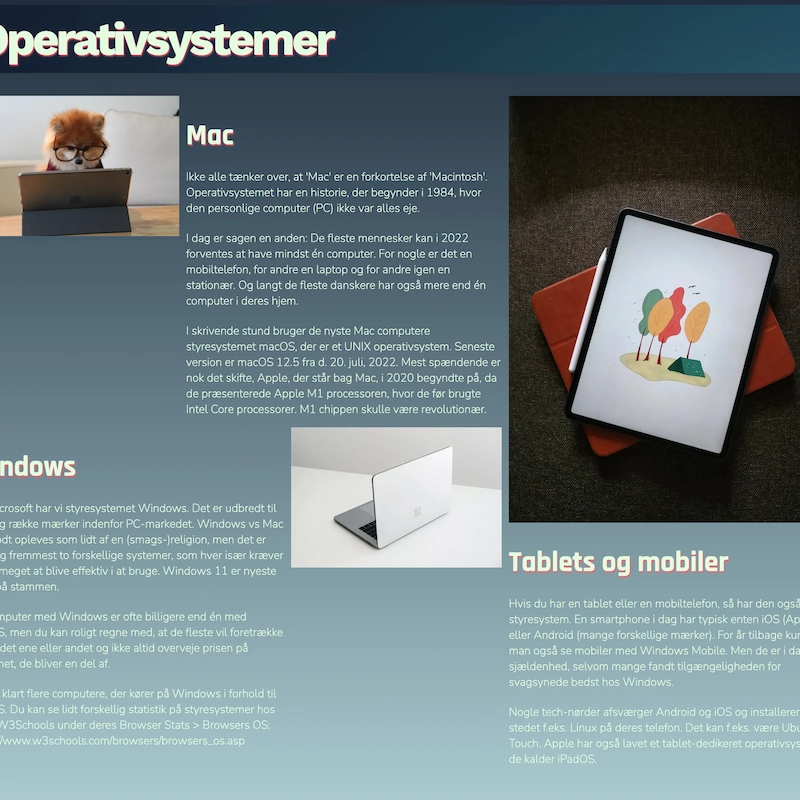 Operativsystemer
Mac
Ikke alle tænker over, at 'Mac' er en forkortelse af 'Macintosh'.
Operativsystemet har en historie, der begynder i 1984, hvor
den personlige computer (PC) ikke var alles eje.
I dag er sagen en anden: De fleste mennesker kan i 2022
forventes at have mindst én computer. For nogle er det en
mobiltelefon, for andre en laptop og for andre igen en
stationær. Og langt de fleste danskere har også mere end én
computer i deres hjem.
I skrivende stund bruger de nyste Mac computere
styresystemet macOS, der er et UNIX operativsystem. Seneste
version er macOS 12.5 fra d. 20. juli, 2022. Mest spændende er
nok det skifte, Apple, der står bag Mac, i 2020 begyndte på, da
de præsenterede Apple M1 processoren, hvor de før brugte
Intel Core processorer. M1 chippen skulle være revolutionær.
ndows
crosoft har vi styresystemet Windows. Det er udbredt til
g række mærker indenfor PC-markedet. Windows vs Mac
odt opleves som lidt af en (smags-)religion, men det er
g fremmest to forskellige systemer, som hver især kræver
meget at blive effektiv i at bruge. Windows 11 er nyeste
på stammen.
mputer med Windows er ofte billigere end én med
S, men du kan roligt regne med, at de fleste vil foretrække
det ene eller andet og ikke altid overveje prisen på
met, de bliver en del af.
klart flere computere, der kører på Windows i forhold til
S. Du kan se lidt forskellig statistik på styresystemer hos
W3Schools under deres Browser Stats > Browsers OS:
/www.w3schools.com/browsers/browsers_os.asp
Tablets og mobiler
Hvis du har en tablet eller en mobiltelefon, så har den også
styresystem. En smartphone i dag har typisk enten iOS (Ap
eller Android (mange forskellige mærker). For år tilbage kun
man også se mobiler med Windows Mobile. Men de er i da
sjældenhed, selvom mange fandt tilgængeligheden for
svagsynede bedst hos Windows.
Nogle tech-nørder afsværger Android og iOS og installerer
stedet f.eks. Linux på deres telefon. Det kan f.eks. være Ubu
Touch. Apple har også lavet et tablet-dedikeret operativsys
de kalder iPadOS.